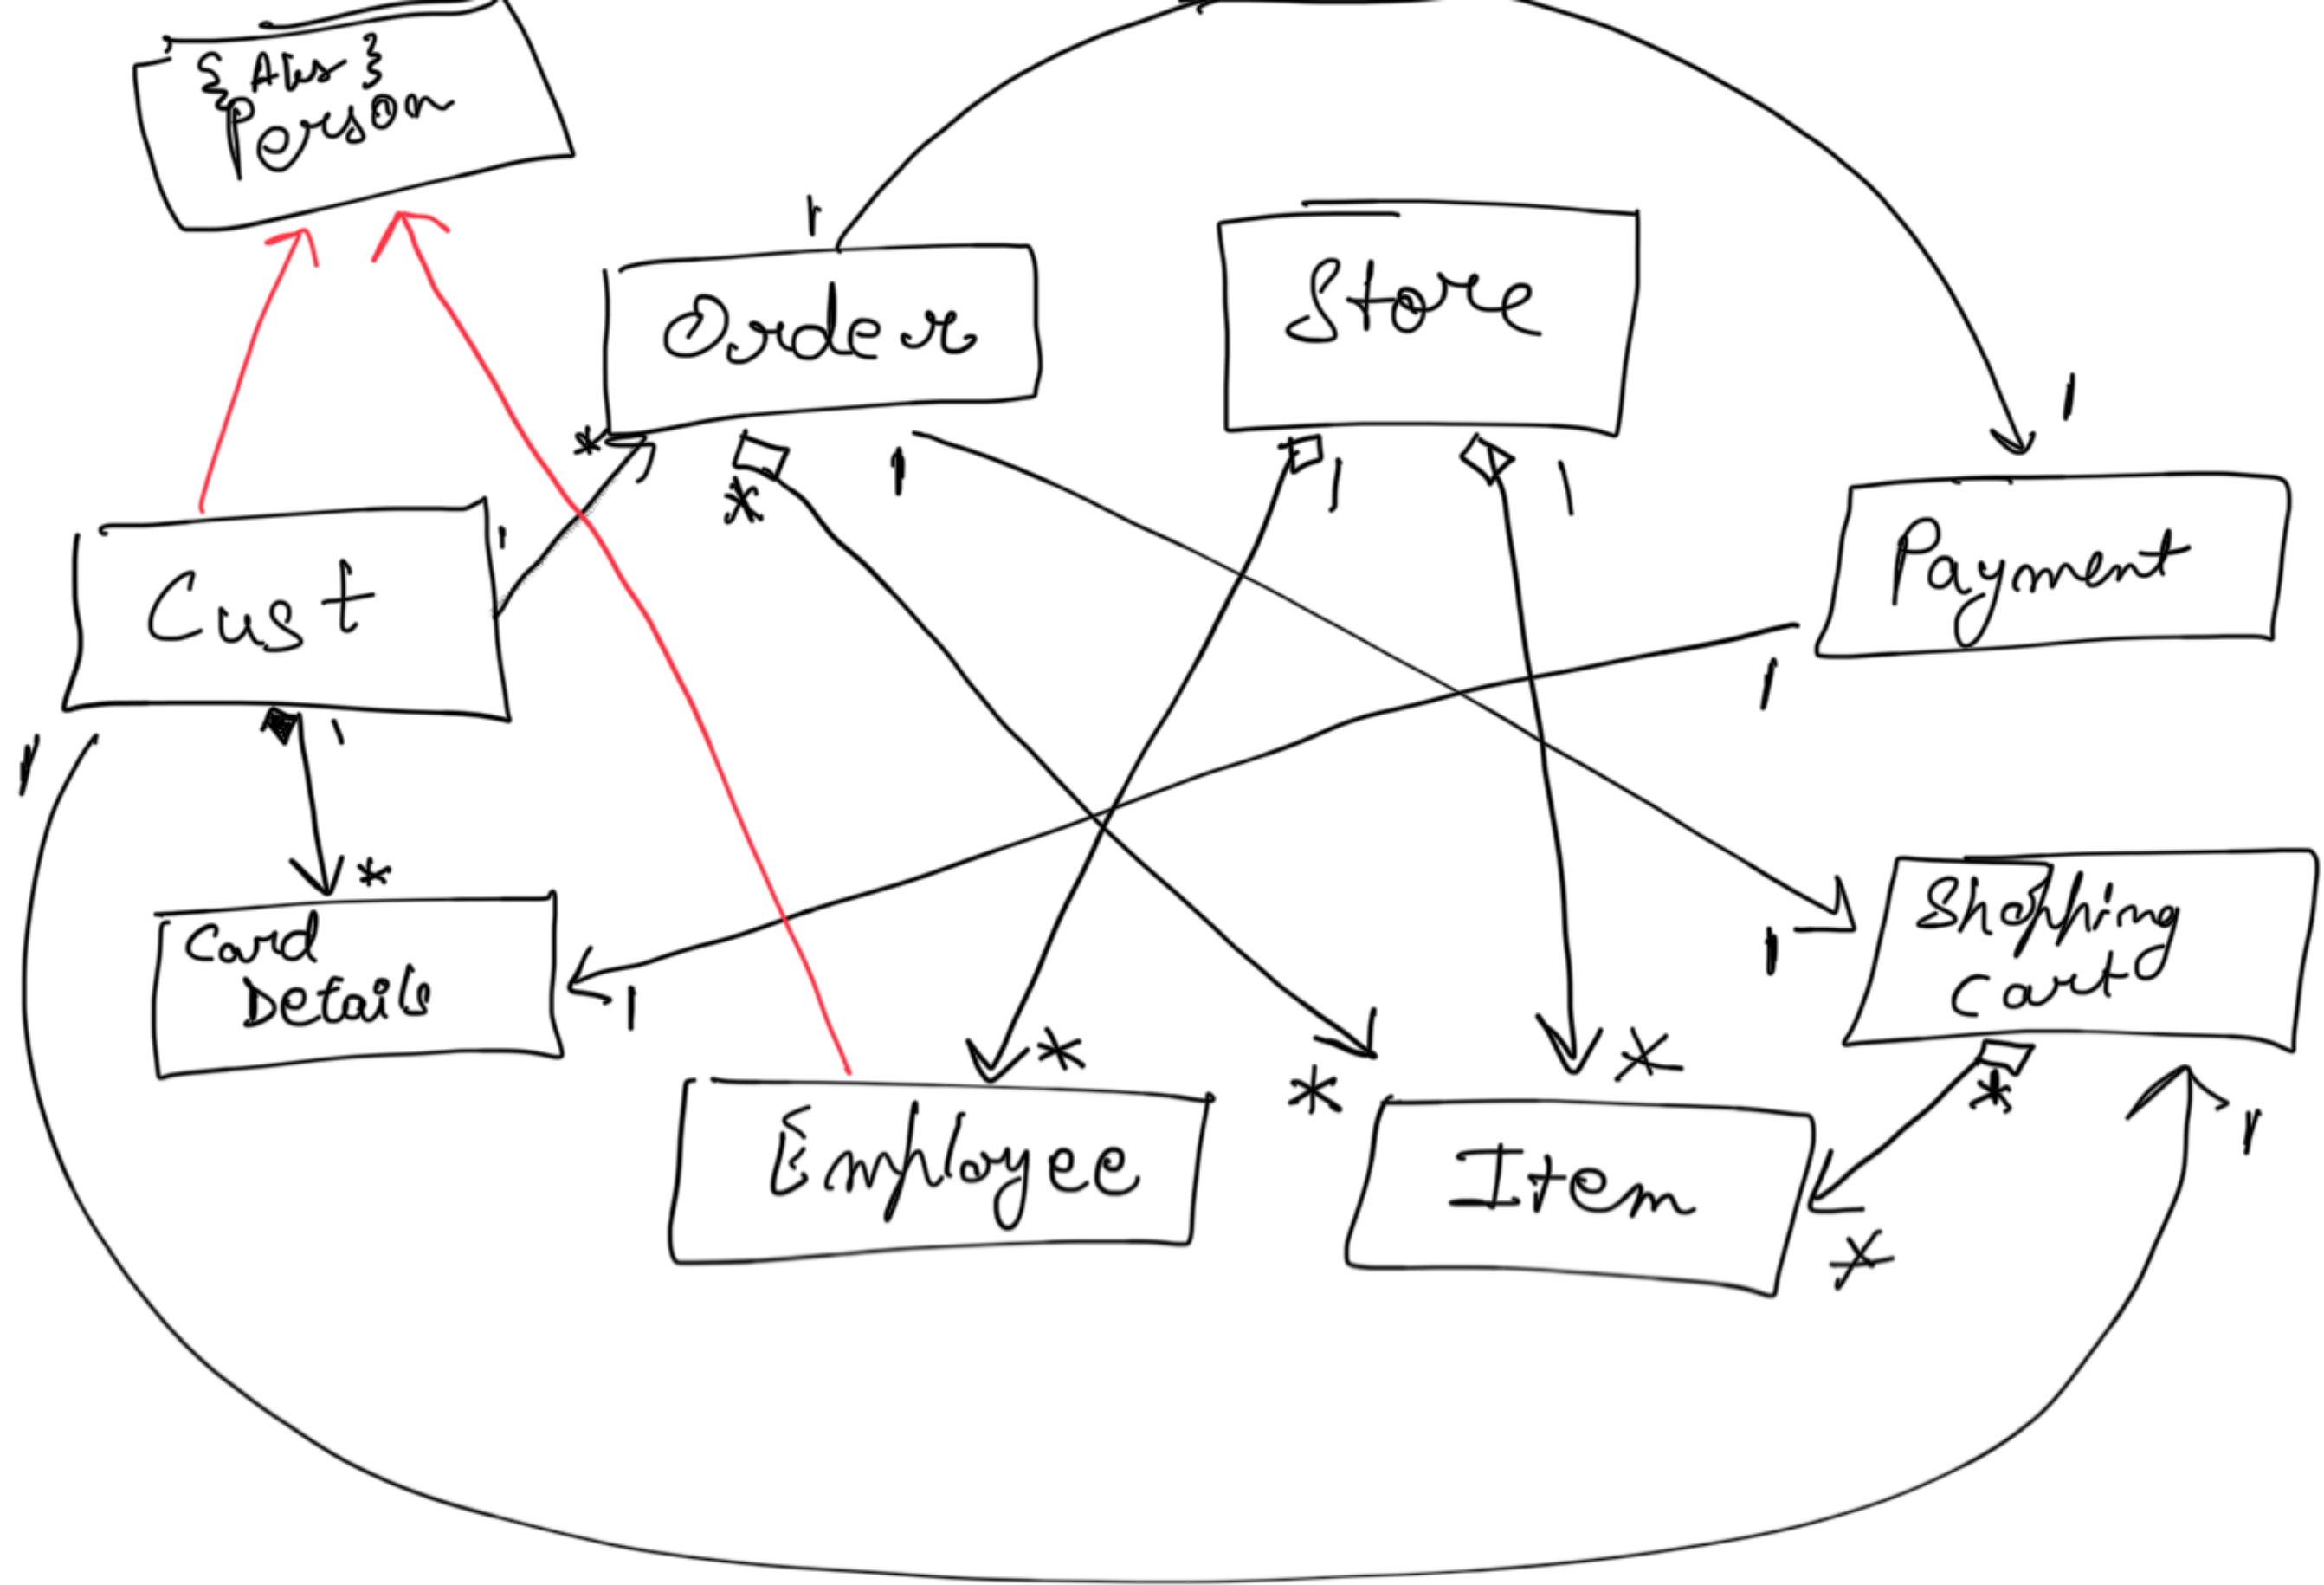 {Abs}
Person
1
Order
Store
1
*
*
1
1
1
Cust
1
Payment
1
1
1
*
Card
Details
1
Shopping
Cart
1
*
*
*
*
1
Employee
Item
*